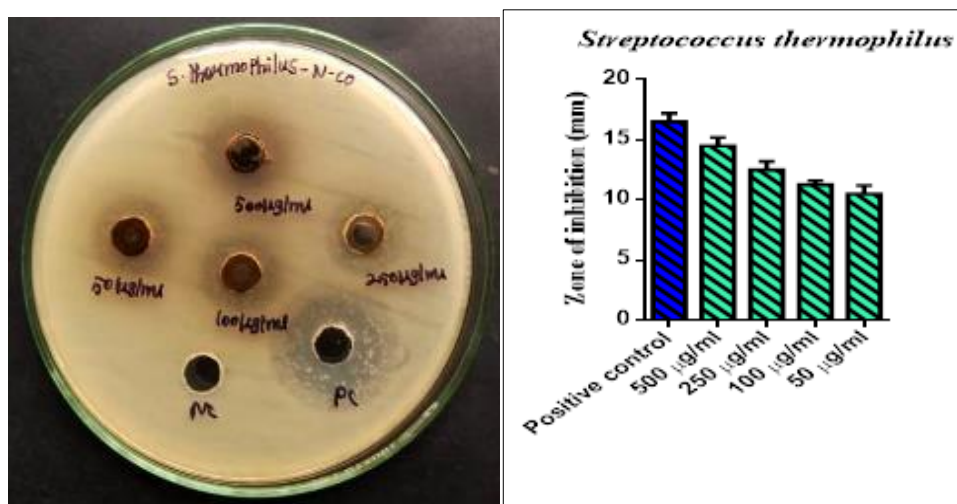 S. thermophilus-N-CO
500µg/ml
50µg/ml
250µg/ml
100µg/ml
NC
PC
Streptococcus thermophilus
Zone of inhibition (mm)
20
15
10
5
0
Positive control
500 µg/ml
250 µg/ml
100 µg/ml
50 µg/ml